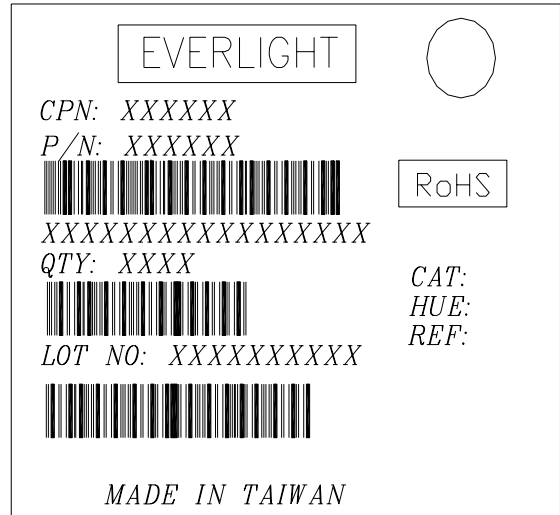 EVERLIGHT
CPN: XXXXXX
P/N: XXXXXX
RoHS
XXXXXXXXXXXXXXXXX
QTY: XXXX
CAT:
HUE:
REF:
LOT NO: XXXXXXXXXX
MADE IN TAIWAN